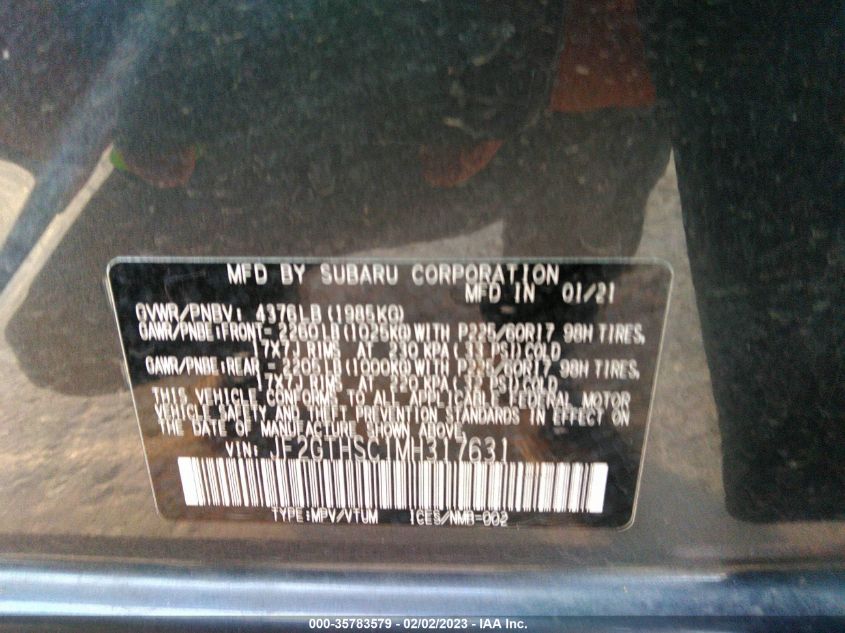 MFD BY SUBARU CORPORATION
MFD IN 01/21
GVWR/PNBV: 4376LB (1985KG)
GAWR/PNBE:FRONT- 2260LB (1025KG) WITH P225/60R17 98H TIRES,
17X7J RIMS AT 230 KPA (33 PSI) COLD
GAWR/PNBE:REAR - 2205LB (1000KG) WITH P225/60R17 98H TIRES,
17X7J RIMS AT 220 KPA (32 PSI) COLD
THIS VEHICLE CONFORMS TO ALL APPLICABLE FEDERAL MOTOR
VEHICLE SAFETY AND THEFT PREVENTION STANDARDS IN EFFECT ON
THE DATE OF MANUFACTURE SHOWN ABOVE.
VIN: JF2GTHSC1MH317631
TYPE:MPV/VTUM ICES/NMB-002
000-35783579 - 02/02/2023 - IAA Inc.